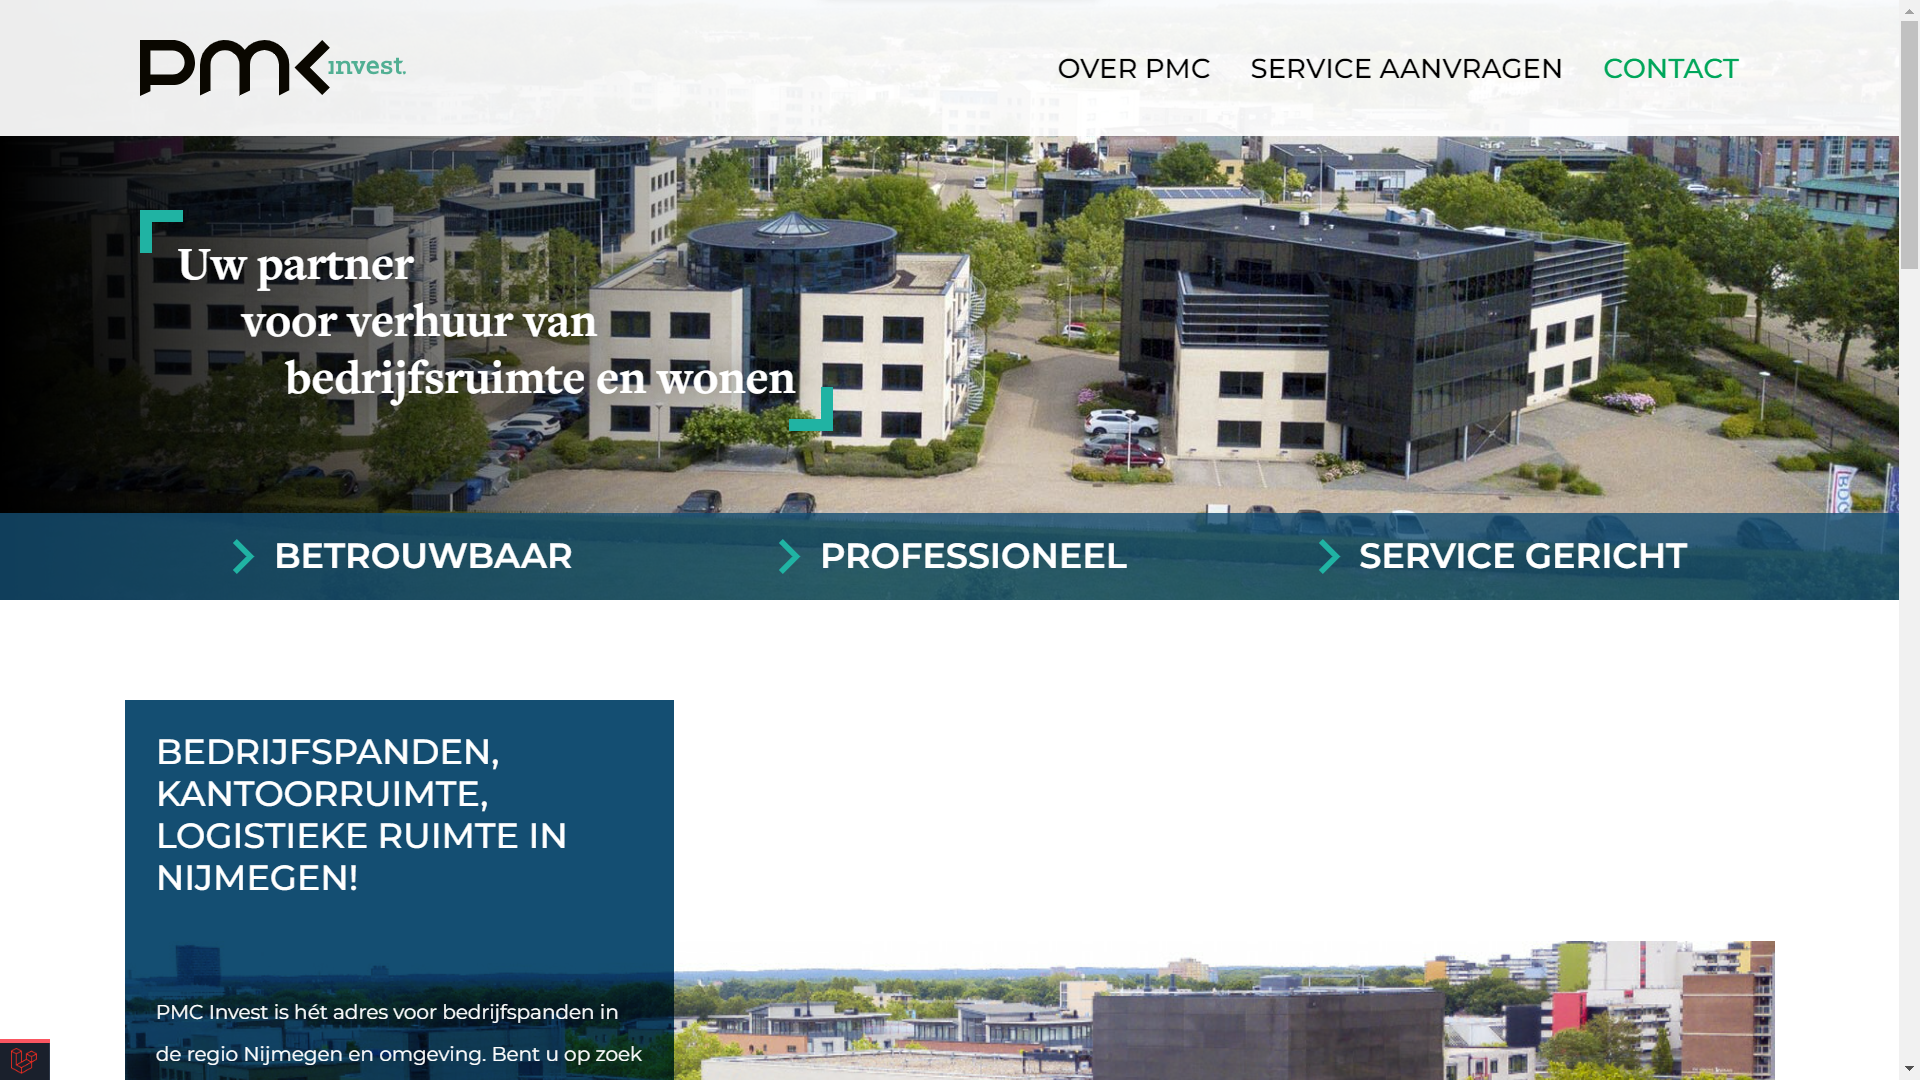 pmc invest.
OVER PMC SERVICE AANVRAGEN CONTACT
Uw partner
voor verhuur van
bedrijfsruimte en wonen
BETROUWBAAR PROFESSIONEEL SERVICE GERICHT
BEDRIJFSPANDEN,
KANTOORRUIMTE,
LOGISTIEKE RUIMTE IN
NIJMEGEN!
PMC Invest is hét adres voor bedrijfspanden in
de regio Nijmegen en omgeving. Bent u op zoek